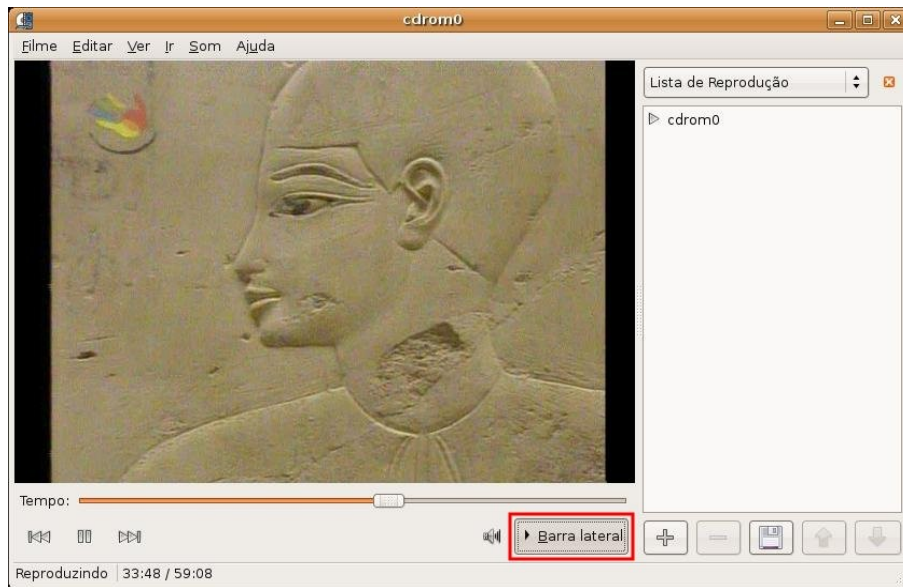 cdrom0
Filme Editar Ver Ir Som Ajuda
Lista de Reprodução
cdrom0
Tempo:
Barra lateral
Reproduzindo 33:48 / 59:08